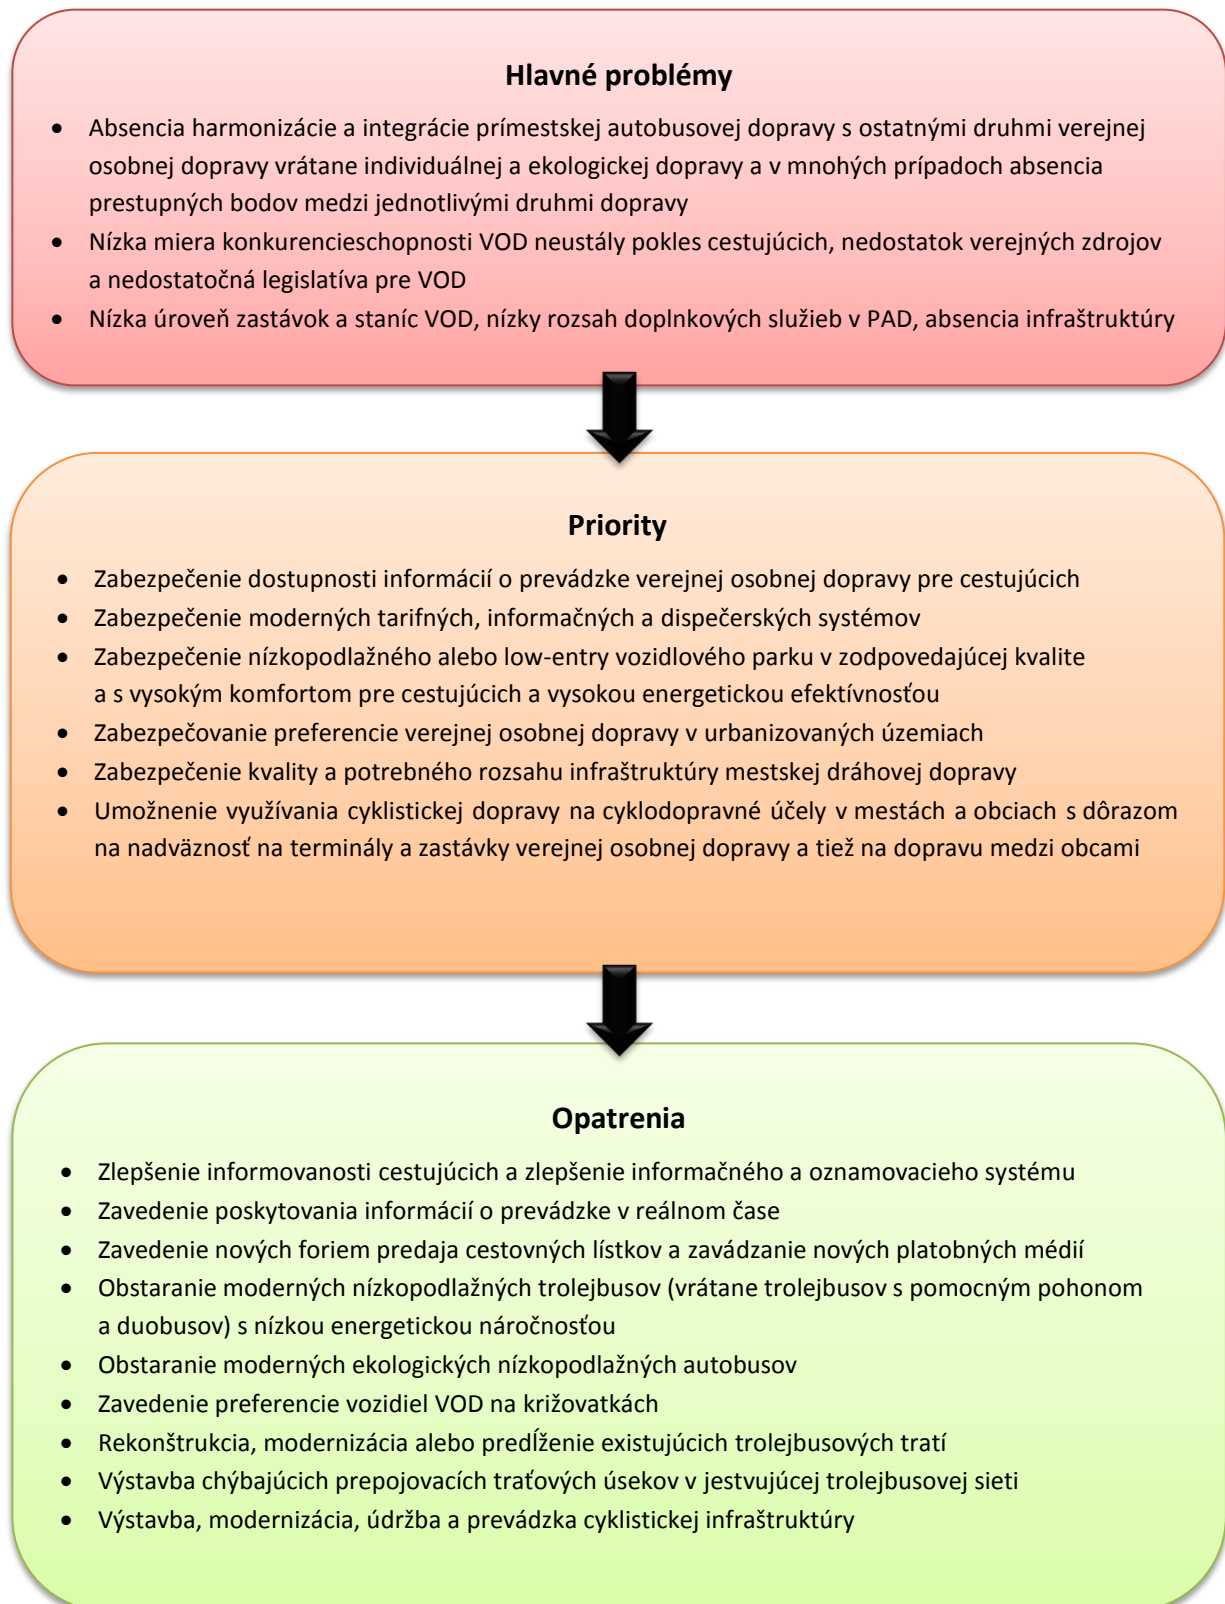 Hlavné problémy
• Absencia harmonizácie a integrácie prímestskej autobusovej dopravy s ostatnými druhmi verejnej
osobnej dopravy vrátane individuálnej a ekologickej dopravy a v mnohých prípadoch absencia
prestupných bodov medzi jednotlivými druhmi dopravy
• Nízka miera konkurencieschopnosti VOD neustály pokles cestujúcich, nedostatok verejných zdrojov
a nedostatočná legislatíva pre VOD
• Nízka úroveň zastávok a staníc VOD, nízky rozsah doplnkových služieb v PAD, absencia infraštruktúry
Priority
• Zabezpečenie dostupnosti informácií o prevádzke verejnej osobnej dopravy pre cestujúcich
• Zabezpečenie moderných tarifných, informačných a dispečerských systémov
• Zabezpečenie nízkopodlažného alebo low-entry vozidlového parku v zodpovedajúcej kvalite
a s vysokým komfortom pre cestujúcich a vysokou energetickou efektívnosťou
• Zabezpečovanie preferencie verejnej osobnej dopravy v urbanizovaných územiach
• Zabezpečenie kvality a potrebného rozsahu infraštruktúry mestskej dráhovej dopravy
• Umožnenie využívania cyklistickej dopravy na cyklodopravné účely v mestách a obciach s dôrazom
na nadväznosť na terminály a zastávky verejnej osobnej dopravy a tiež na dopravu medzi obcami
Opatrenia
• Zlepšenie informovanosti cestujúcich a zlepšenie informačného a oznamovacieho systému
• Zavedenie poskytovania informácií o prevádzke v reálnom čase
• Zavedenie nových foriem predaja cestovných lístkov a zavádzanie nových platobných médií
• Obstaranie moderných nízkopodlažných trolejbusov (vrátane trolejbusov s pomocným pohonom
a duobusov) s nízkou energetickou náročnosťou
• Obstaranie moderných ekologických nízkopodlažných autobusov
• Zavedenie preferencie vozidiel VOD na križovatkách
• Rekonštrukcia, modernizácia alebo predĺženie existujúcich trolejbusových tratí
• Výstavba chýbajúcich prepojovacích traťových úsekov v jestvujúcej trolejbusovej sieti
• Výstavba, modernizácia, údržba a prevádzka cyklistickej infraštruktúry